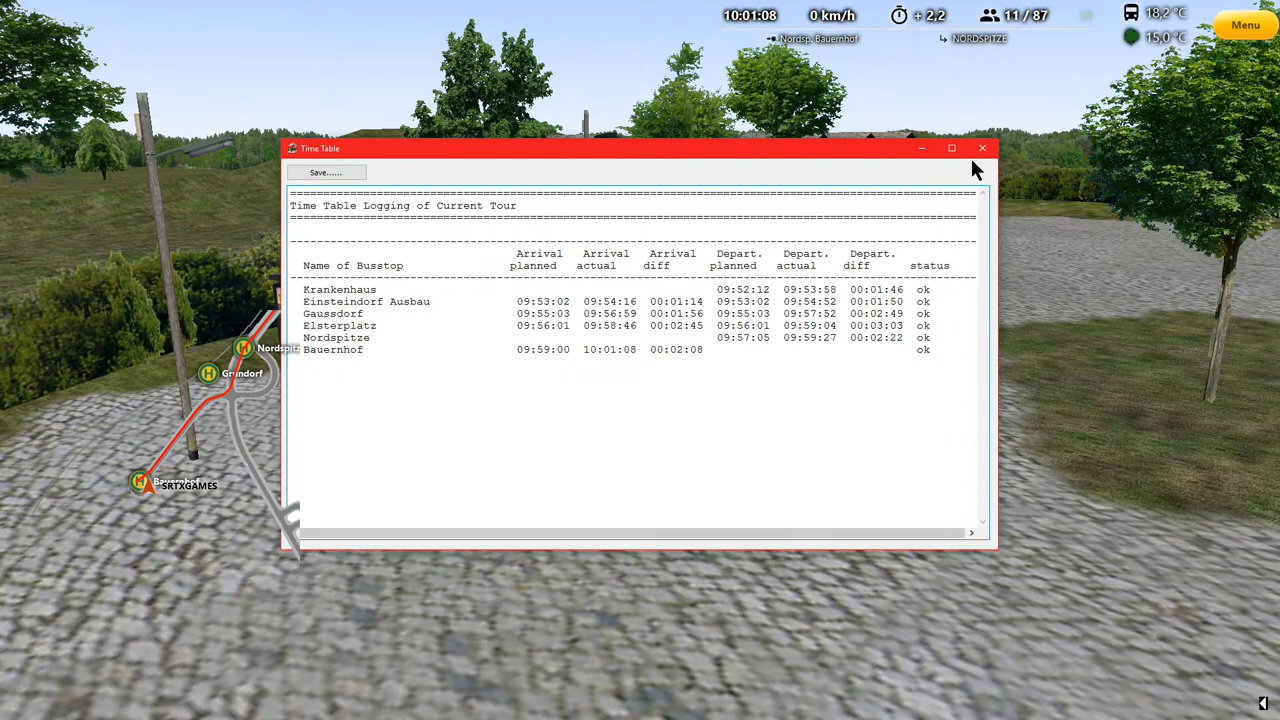 10:01:08 0 km/h + 2,2 11 / 87 18,2 °C Menu
Nordsp. Bauernhof NORDSPITZE 15,0 °C
Time Table
Save......
Time Table Logging of Current Tour
Arrival Arrival Arrival Depart. Depart. Depart.
Name of Busstop planned actual diff planned actual diff status
Krankenhaus 09:52:12 09:53:58 00:01:46 ok
Einsteindorf Ausbau 09:53:02 09:54:16 00:01:14 09:53:02 09:54:52 00:01:50 ok
Gaussdorf 09:55:03 09:56:59 00:01:56 09:55:03 09:57:52 00:02:49 ok
Elsterplatz 09:56:01 09:58:46 00:02:45 09:56:01 09:59:04 00:03:03 ok
Nordspitze 09:57:05 09:59:27 00:02:22 ok
Bauernhof 09:59:00 10:01:08 00:02:08 ok
H Nordspitz
H Grundorf
H Bauernhof
SRTXGAMES